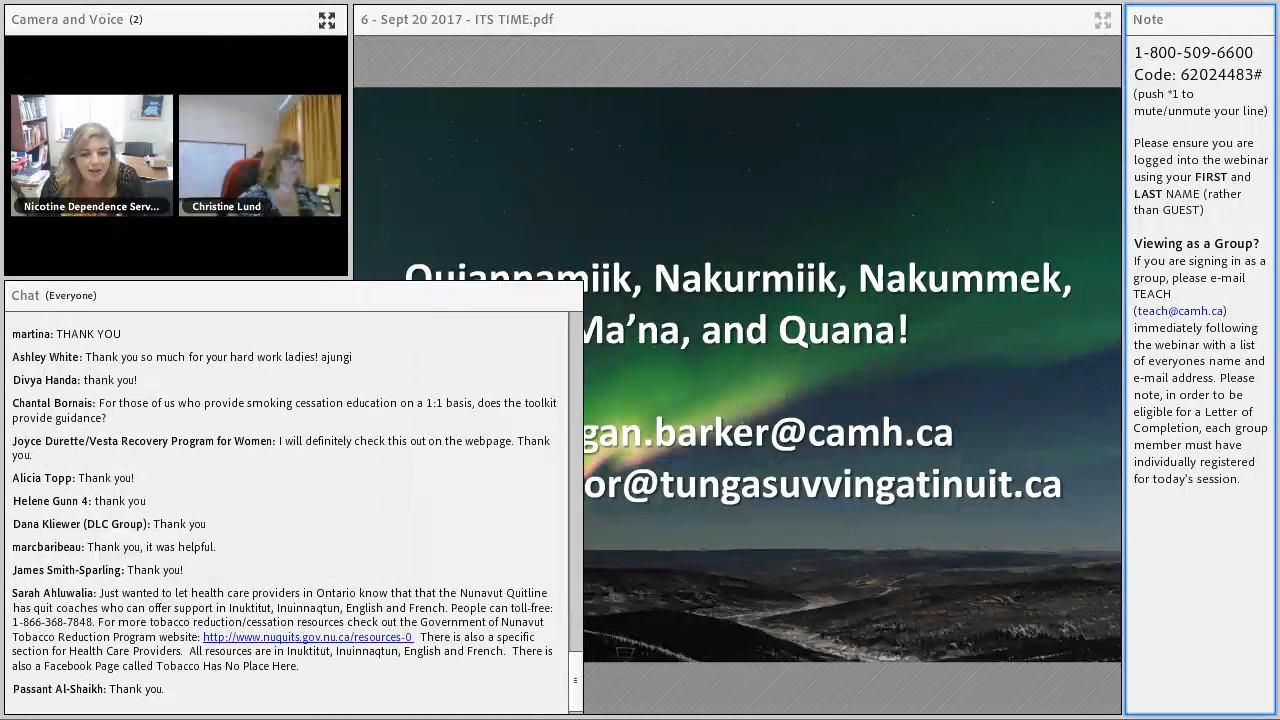 Camera and Voice (2)
Nicotine Dependence Serv...
Christine Lund
6 - Sept 20 2017 - ITS TIME.pdf
Nakurmiik, Nakummek,
Ma’na, and Quana!
gan.barker@camh.ca
or@tungasuvvingatinuit.ca
Chat (Everyone)
martina: THANK YOU
Ashley White: Thank you so much for your hard work ladies! ajungi
Divya Handa: thank you!
Chantal Bornais: For those of us who provide smoking cessation education on a 1:1 basis, does the toolkit
provide guidance?
Joyce Durette/Vesta Recovery Program for Women: I will definitely check this out on the webpage. Thank
you.
Alicia Topp: Thank you!
Helene Gunn 4: thank you
Dana Kliewer (DLC Group): Thank you
marcbaribeau: Thank you, it was helpful.
James Smith-Sparling: Thank you!
Sarah Ahluwalia: Just wanted to let health care providers in Ontario know that that the Nunavut Quitline
has quit coaches who can offer support in Inuktitut, Inuinnaqtun, English and French. People can toll-free:
1-866-368-7848. For more tobacco reduction/cessation resources check out the Government of Nunavut
Tobacco Reduction Program website: http://www.nuquits.gov.nu.ca/resources-0 There is also a specific
section for Health Care Providers. All resources are in Inuktitut, Inuinnaqtun, English and French. There is
also a Facebook Page called Tobacco Has No Place Here.
Passant Al-Shaikh: Thank you.
Note
1-800-509-6600
Code: 62024483#
(push *1 to
mute/unmute your line)
Please ensure you are
logged into the webinar
using your FIRST and
LAST NAME (rather
than GUEST)
Viewing as a Group?
If you are signing in as a
group, please e-mail
TEACH
(teach@camh.ca)
immediately following
the webinar with a list
of everyones name and
e-mail address. Please
note, in order to be
eligible for a Letter of
Completion, each group
member must have
individually registered
for today's session.